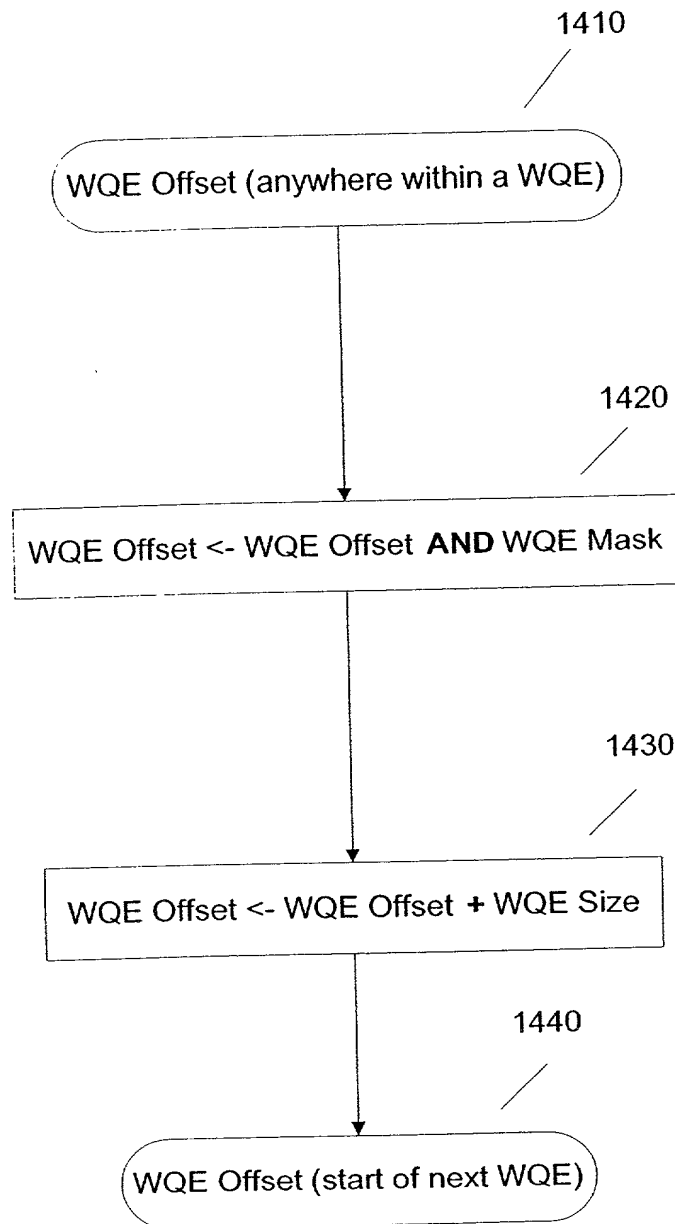 1410
WQE Offset (anywhere within a WQE)
1420
WQE Offset <- WQE Offset AND WQE Mask
1430
WQE Offset <- WQE Offset + WQE Size
1440
WQE Offset (start of next WQE)